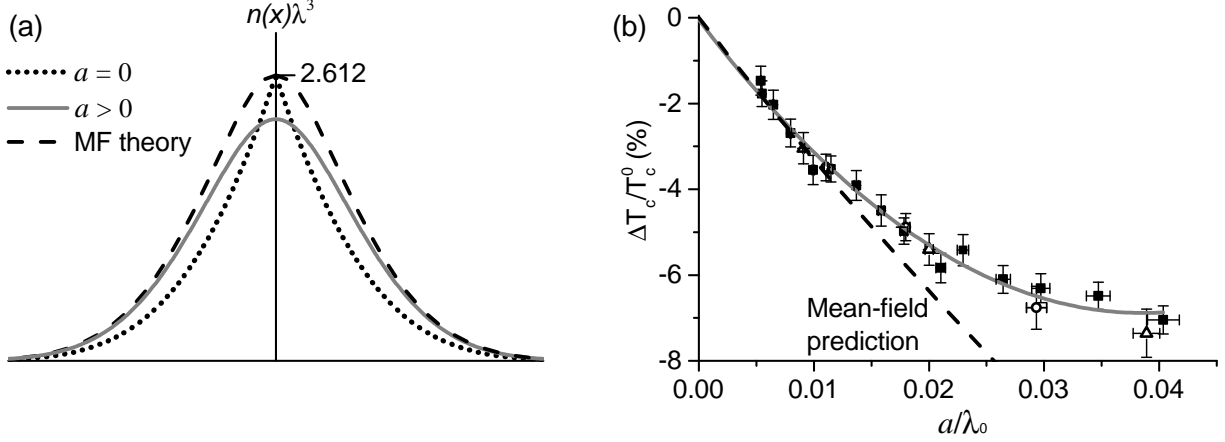 (a)
n(x)λ³
2.612
a = 0
a > 0
MF theory
(b)
ΔT_c/T_c^0 (%)
0
-2
-4
-6
-8
Mean-field
prediction
0.00 0.01 0.02 0.03 0.04
a/λ₀